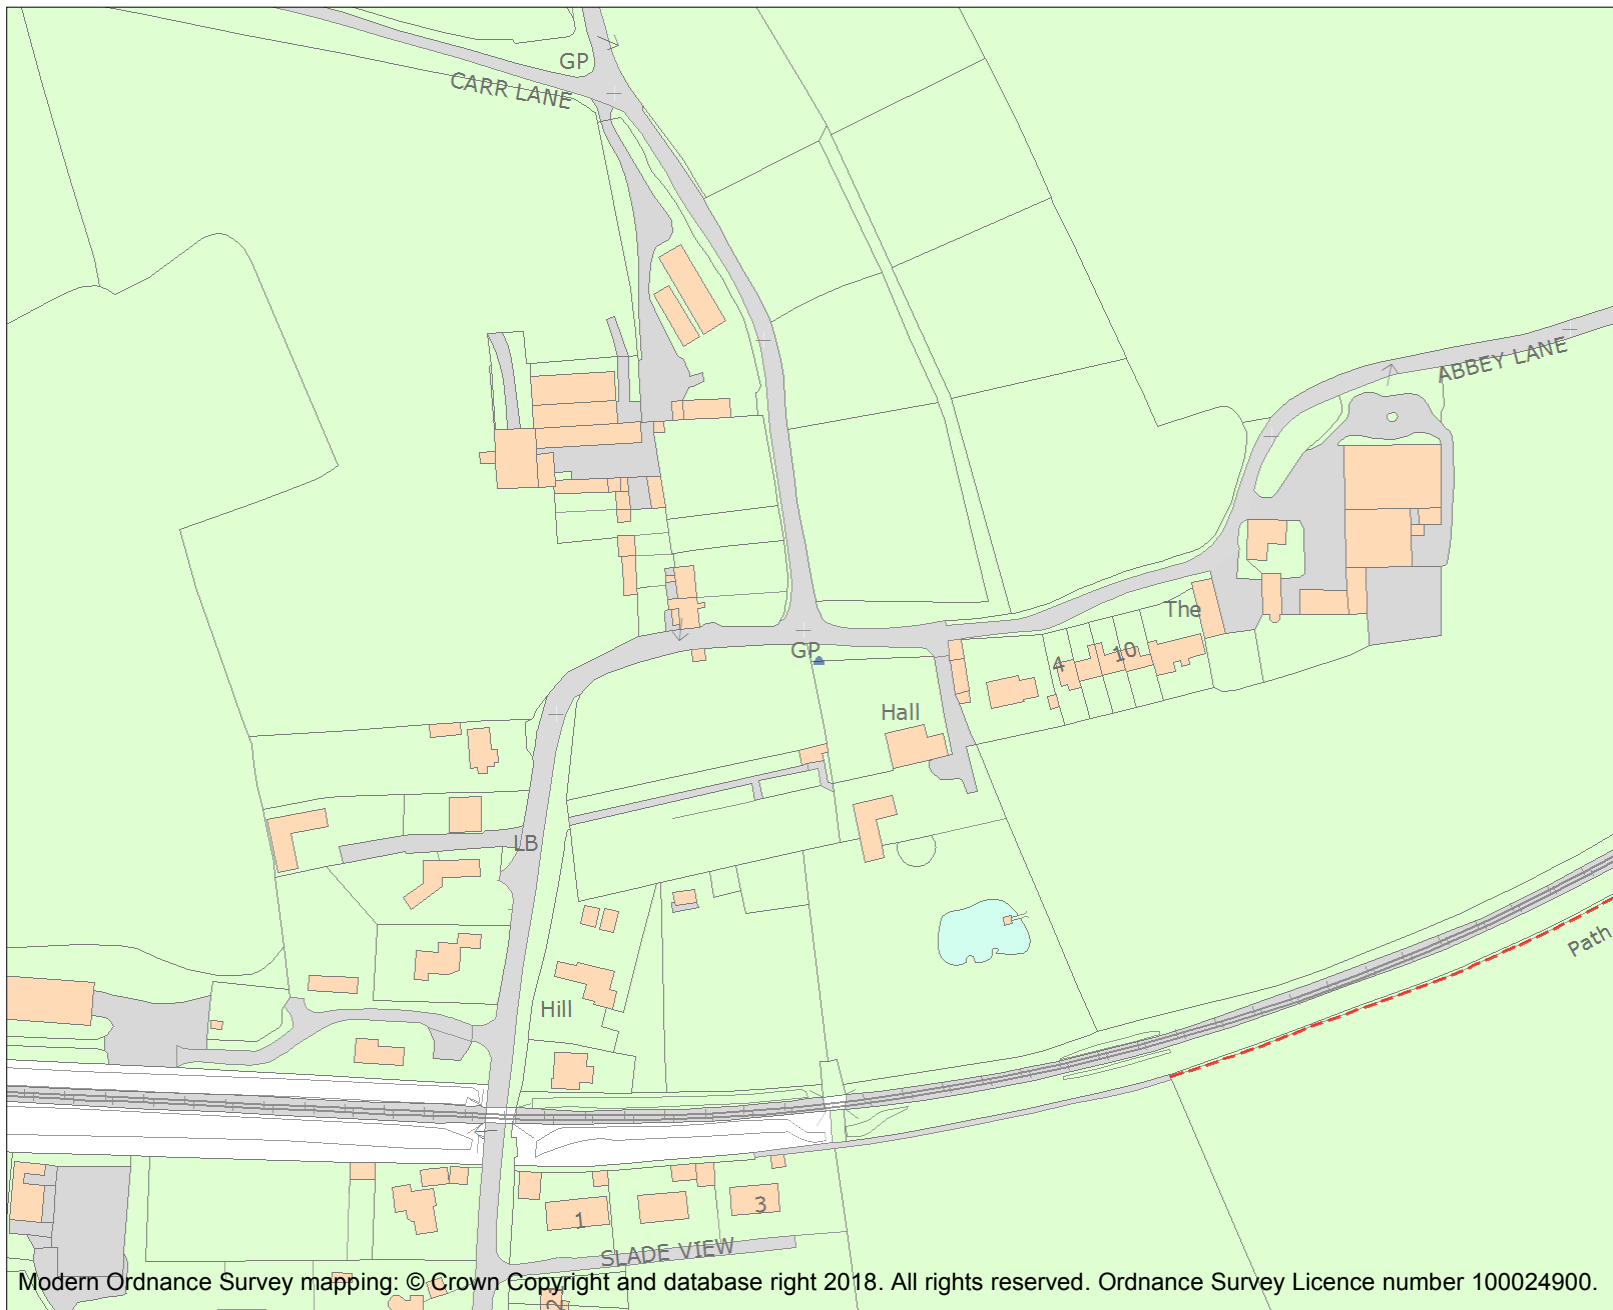 GP
CARR LANE
ABBEY LANE
The
GP
4
10
Hall
LB
Path
Hill
1
3
SLADE VIEW
2
Modern Ordnance Survey mapping: © Crown Copyright and database right 2018. All rights reserved. Ordnance Survey Licence number 100024900.